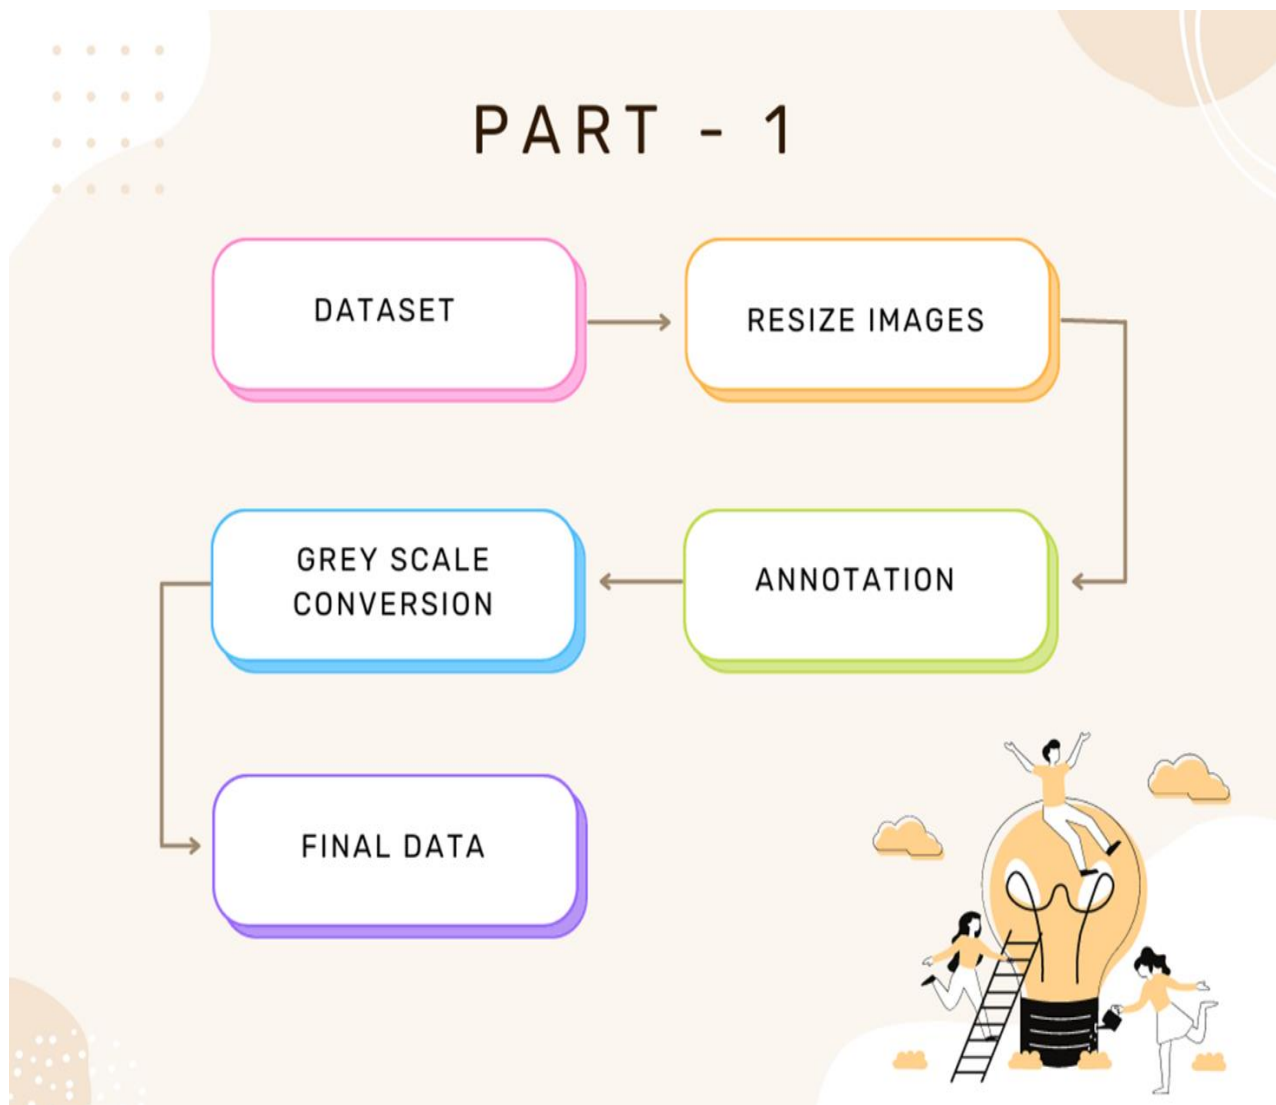 PART - 1
DATASET
RESIZE IMAGES
GREY SCALE
CONVERSION
ANNOTATION
FINAL DATA